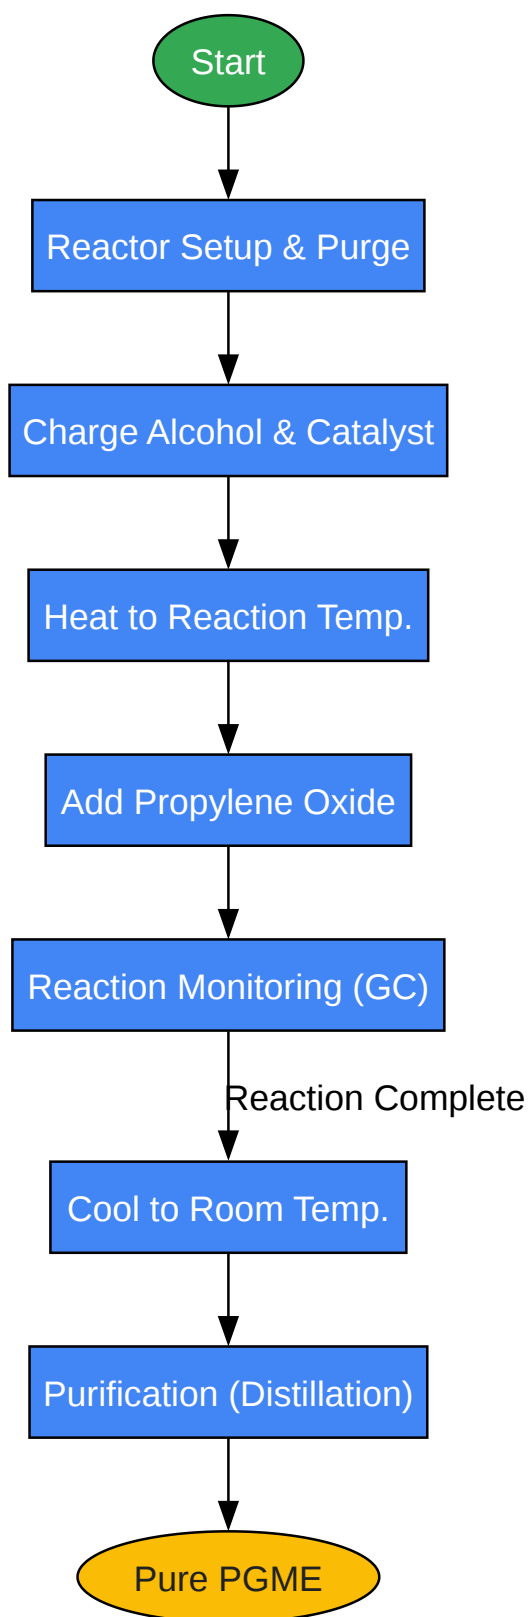 Start
Reactor Setup & Purge
Charge Alcohol & Catalyst
Heat to Reaction Temp.
Add Propylene Oxide
Reaction Monitoring (GC)
Reaction Complete
Cool to Room Temp.
Purification (Distillation)
Pure PGME